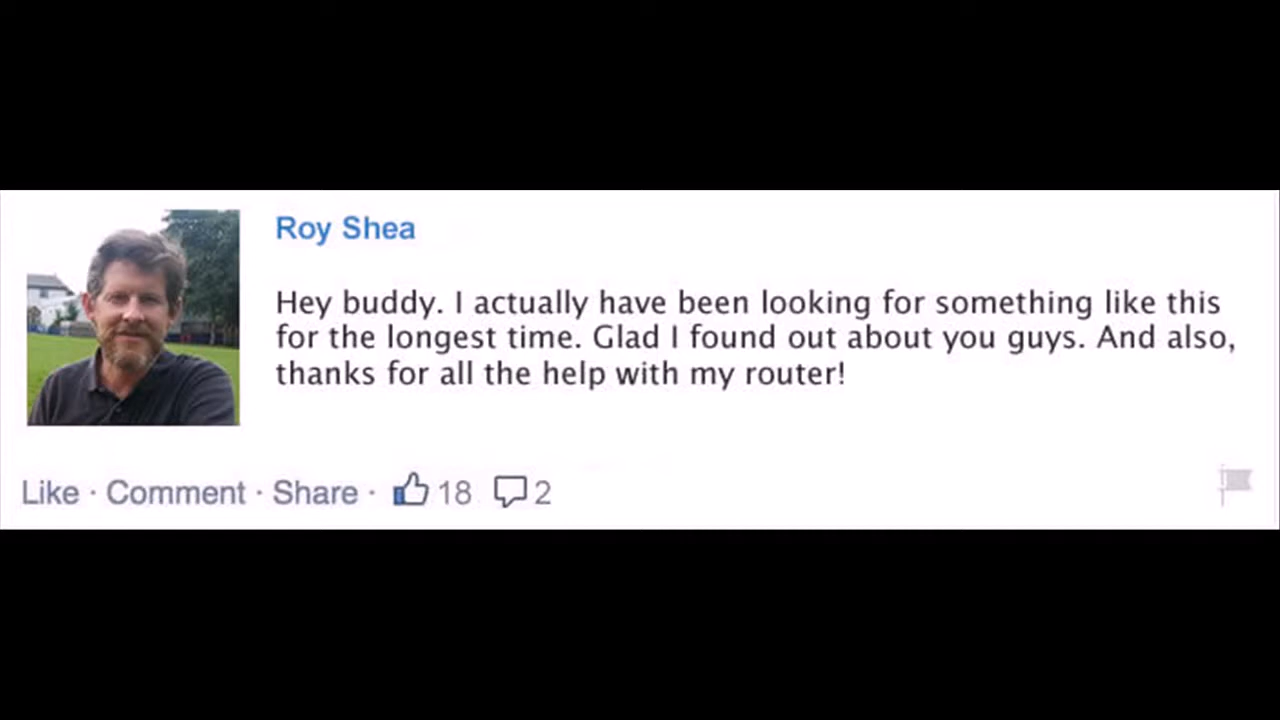 Roy Shea
Hey buddy. I actually have been looking for something like this
for the longest time. Glad I found out about you guys. And also,
thanks for all the help with my router!
Like · Comment · Share · 18 2